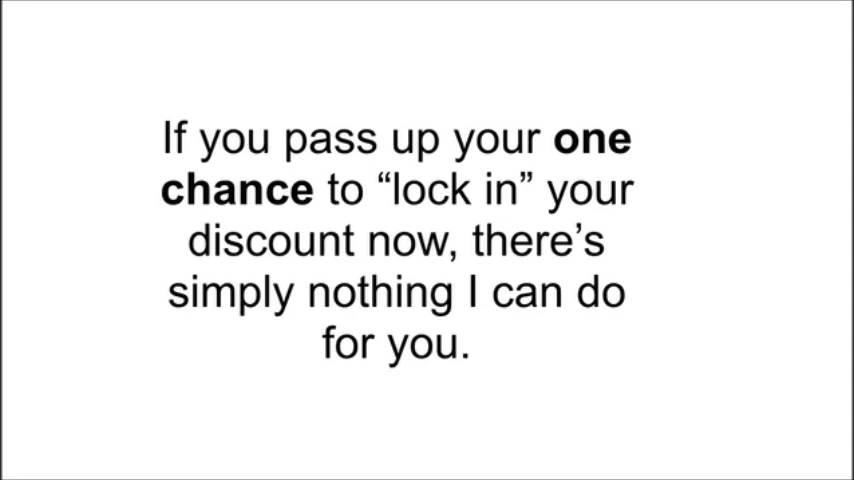 If you pass up your one
chance to “lock in” your
discount now, there’s
simply nothing I can do
for you.